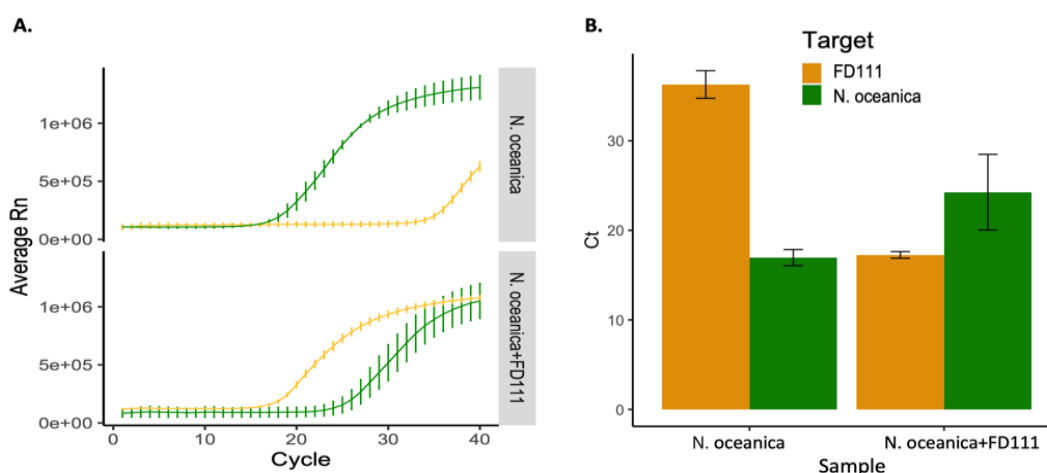 A.
Average Rn
1e+06
5e+05
0e+00
N. oceanica
1e+06
5e+05
0e+00
N. oceanica+FD111
0 10 20 30 40
Cycle
B.
Target
FD111
N. oceanica
Ct
30
20
10
0
N. oceanica N. oceanica+FD111
Sample